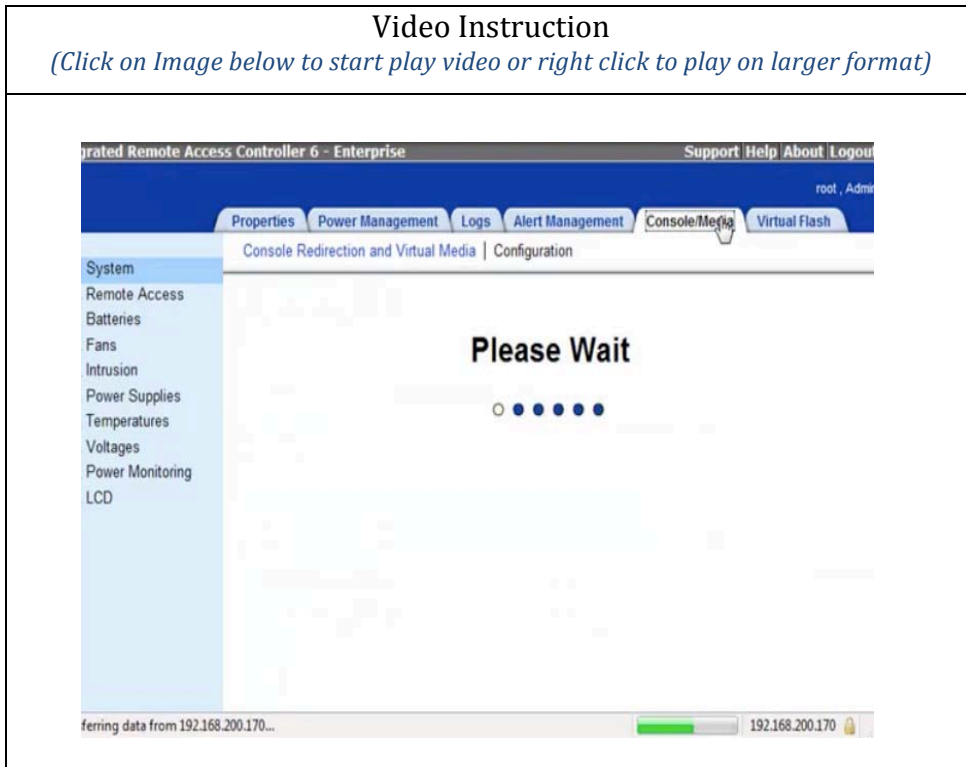 Video Instruction
(Click on Image below to start play video or right click to play on larger format)
grated Remote Access Controller 6 - Enterprise Support Help About Logout
root , Admi
Properties Power Management Logs Alert Management Console/Media Virtual Flash
Console Redirection and Virtual Media | Configuration
System
Remote Access
Batteries
Fans
Intrusion
Power Supplies
Temperatures
Voltages
Power Monitoring
LCD
Please Wait
ferring data from 192.168.200.170... 192.168.200.170